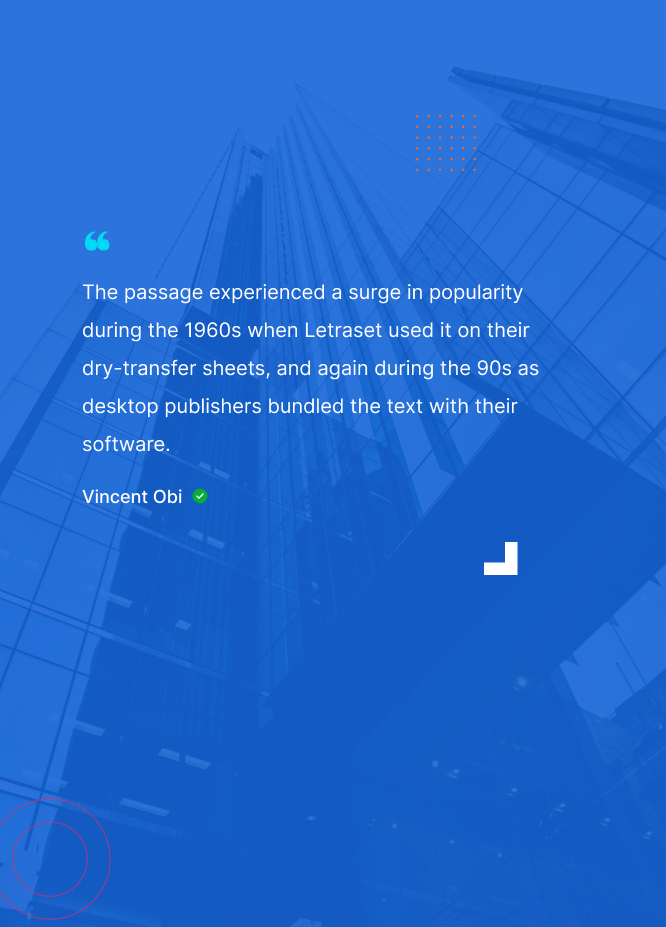 The passage experienced a surge in popularity
during the 1960s when Letraset used it on their
dry-transfer sheets, and again during the 90s as
desktop publishers bundled the text with their
software.
Vincent Obi